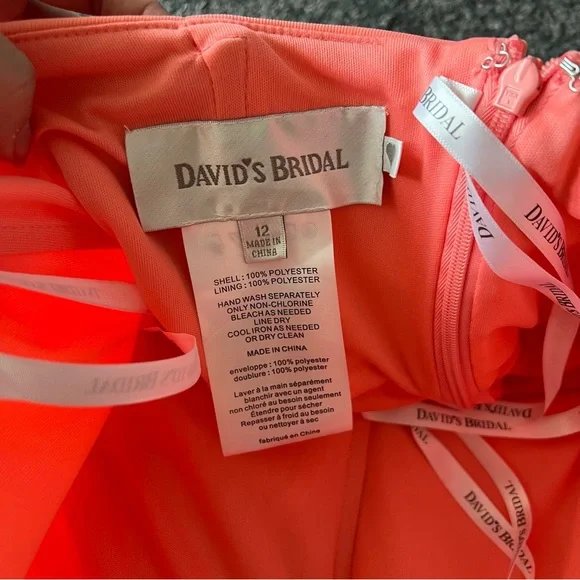 DAVID'S BRIDAL
12
MADE IN
CHINA
SHELL : 100% POLYESTER
LINING : 100% POLYESTER
HAND WASH SEPARATELY
ONLY NON-CHLORINE
BLEACH AS NEEDED
LINE DRY
COOL IRON AS NEEDED
OR DRY CLEAN
MADE IN CHINA
enveloppe : 100% polyester
doublure : 100% polyester
Laver à la main séparément
blanchir avec un agent
non chloré au besoin seulement
Étendre pour sécher
Repasser à froid au besoin
ou nettoyer à sec
fabriqué en Chine
BRIDAL
DAVID'S
DAVID'S BRIDAL
DAVID'S BRIDAL
DAVID'S BRIDAL
DAVID'S BRIDAL
BRIDAL
DAVID'S BRIDAL